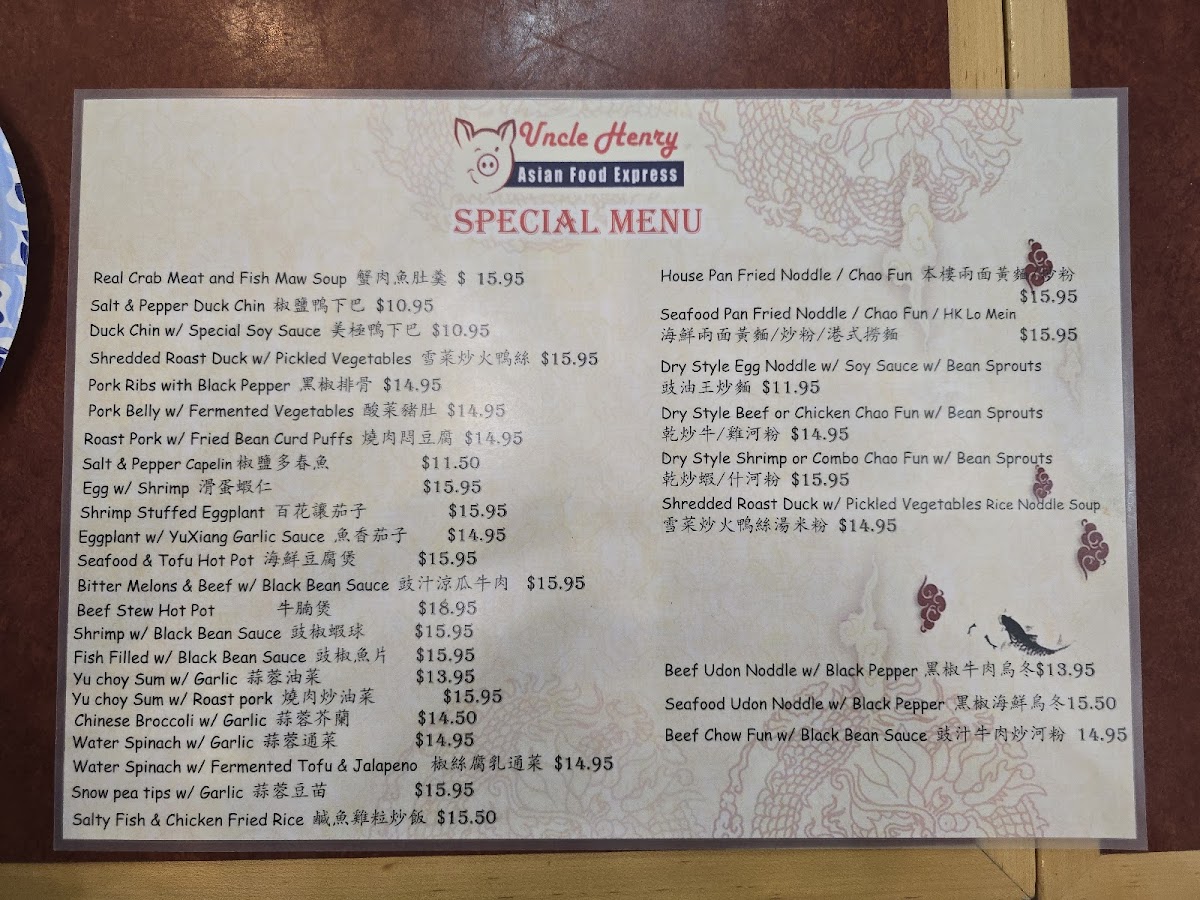 Uncle Henry
Asian Food Express
SPECIAL MENU
Real Crab Meat and Fish Maw Soup 蟹肉魚肚羹 $ 15.95
Salt & Pepper Duck Chin 椒鹽鴨下巴 $10.95
Duck Chin w/ Special Soy Sauce 美極鴨下巴 $10.95
Shredded Roast Duck w/ Pickled Vegetables 雪菜炒火鴨絲 $15.95
Pork Ribs with Black Pepper 黑椒排骨 $14.95
Pork Belly w/ Fermented Vegetables 酸菜豬肚 $14.95
Roast Pork w/ Fried Bean Curd Puffs 燒肉悶豆腐 $14.95
Salt & Pepper Capelin 椒鹽多春魚 $11.50
Egg w/ Shrimp 滑蛋蝦仁 $15.95
Shrimp Stuffed Eggplant 百花讓茄子 $15.95
Eggplant w/ YuXiang Garlic Sauce 魚香茄子 $14.95
Seafood & Tofu Hot Pot 海鮮豆腐煲 $15.95
Bitter Melons & Beef w/ Black Bean Sauce 豉汁涼瓜牛肉 $15.95
Beef Stew Hot Pot 牛腩煲 $18.95
Shrimp w/ Black Bean Sauce 豉椒蝦球 $15.95
Fish Filled w/ Black Bean Sauce 豉椒魚片 $15.95
Yu choy Sum w/ Garlic 蒜蓉油菜 $13.95
Yu choy Sum w/ Roast pork 燒肉炒油菜 $15.95
Chinese Broccoli w/ Garlic 蒜蓉芥蘭 $14.50
Water Spinach w/ Garlic 蒜蓉通菜 $14.95
Water Spinach w/ Fermented Tofu & Jalapeno 椒絲腐乳通菜 $14.95
Snow pea tips w/ Garlic 蒜蓉豆苗 $15.95
Salty Fish & Chicken Fried Rice 鹹魚雞粒炒飯 $15.50
House Pan Fried Noddle / Chao Fun 本樓兩面黃麵/炒粉
$15.95
Seafood Pan Fried Noddle / Chao Fun / HK Lo Mein
海鮮兩面黃麵/炒粉/港式撈麵 $15.95
Dry Style Egg Noddle w/ Soy Sauce w/ Bean Sprouts
豉油王炒麵 $11.95
Dry Style Beef or Chicken Chao Fun w/ Bean Sprouts
乾炒牛/雞河粉 $14.95
Dry Style Shrimp or Combo Chao Fun w/ Bean Sprouts
乾炒蝦/什河粉 $15.95
Shredded Roast Duck w/ Pickled Vegetables Rice Noddle Soup
雪菜炒火鴨絲湯米粉 $14.95
Beef Udon Noddle w/ Black Pepper 黑椒牛肉烏冬$13.95
Seafood Udon Noddle w/ Black Pepper 黑椒海鮮烏冬15.50
Beef Chow Fun w/ Black Bean Sauce 豉汁牛肉炒河粉 14.95